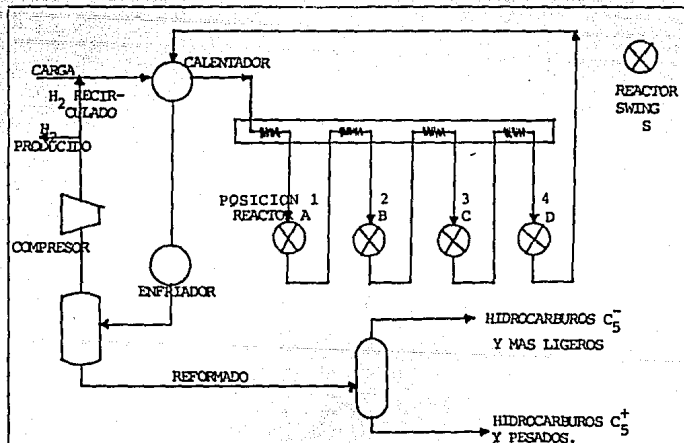 CARGA
H2 RECIR-
CULADO
H2
PRODUCIDO
COMPRESOR
CALENTADOR
ENFRIADOR
REACTOR
SWING
S
POSICION 1 2 3 4
REACTOR A B C D
REFORMADO
HIDROCARBUROS C5-
Y MAS LIGEROS
HIDROCARBUROS C5+
Y PESADOS.